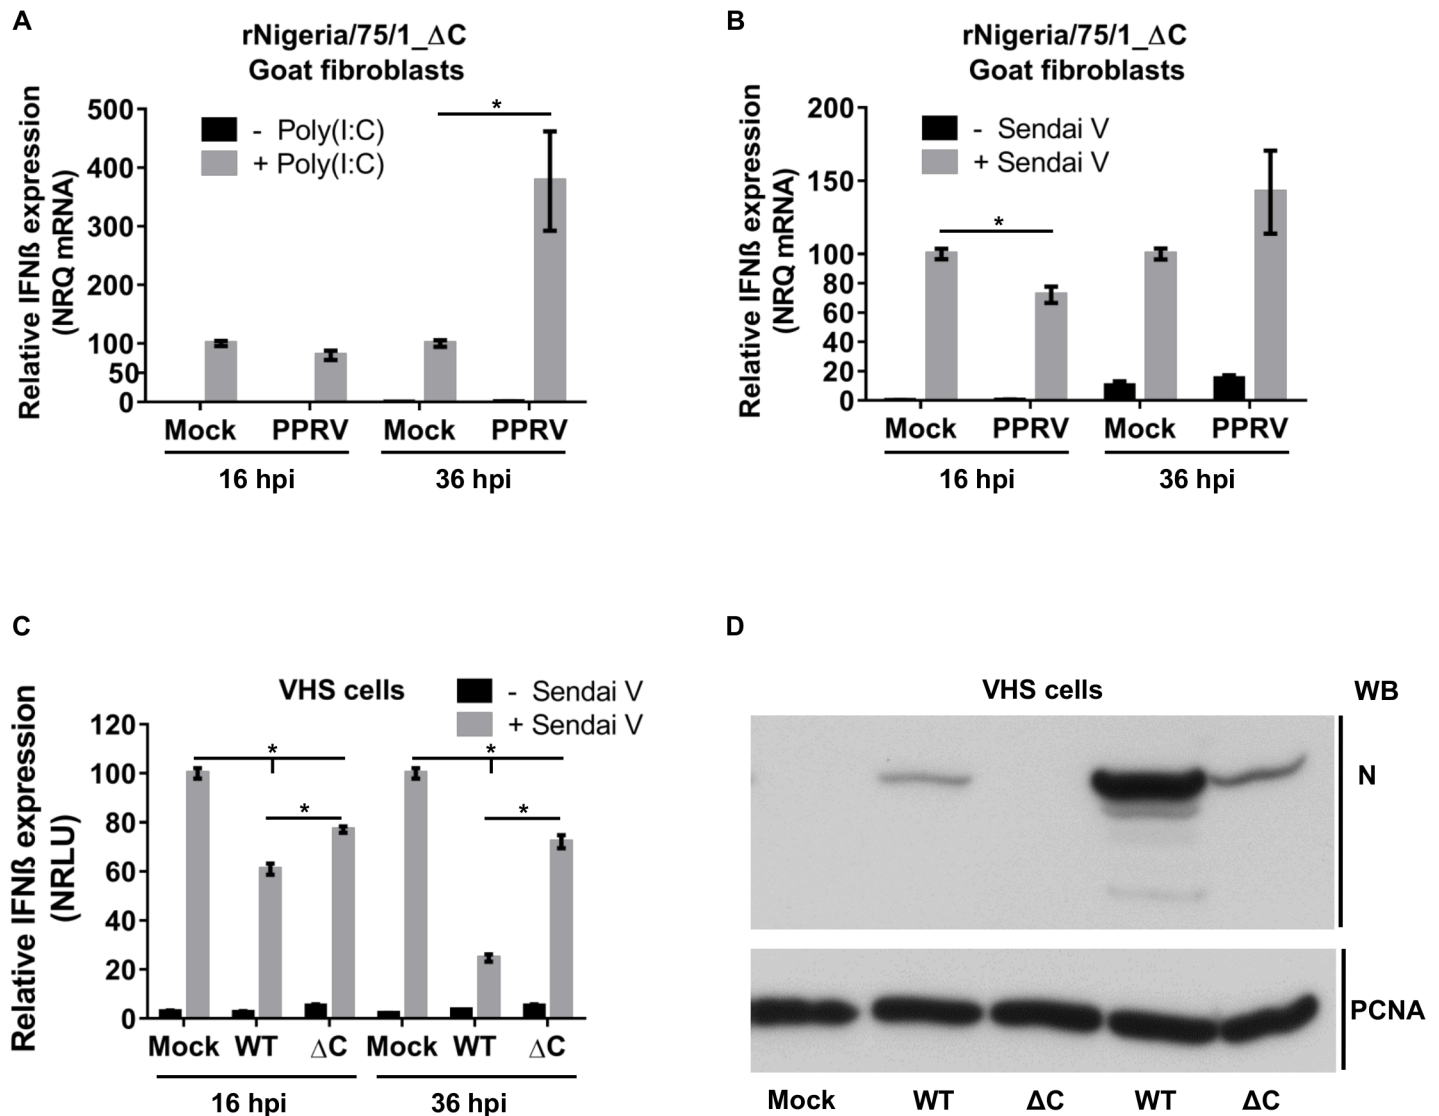 A
rNigeria/75/1_ΔC
Goat fibroblasts
Relative IFNß expression
(NRQ mRNA)
500
400
300
200
100
50
0
- Poly(I:C)
+ Poly(I:C)
*
Mock PPRV Mock PPRV
16 hpi 36 hpi
B
rNigeria/75/1_ΔC
Goat fibroblasts
Relative IFNß expression
(NRQ mRNA)
200
150
100
80
60
40
20
0
- Sendai V
+ Sendai V
*
Mock PPRV Mock PPRV
16 hpi 36 hpi
C
VHS cells
- Sendai V
+ Sendai V
Relative IFNß expression
(NRLU)
120
100
80
60
40
20
0
* *
* *
Mock WT ΔC Mock WT ΔC
16 hpi 36 hpi
D
VHS cells WB
N
PCNA
Mock WT ΔC WT ΔC